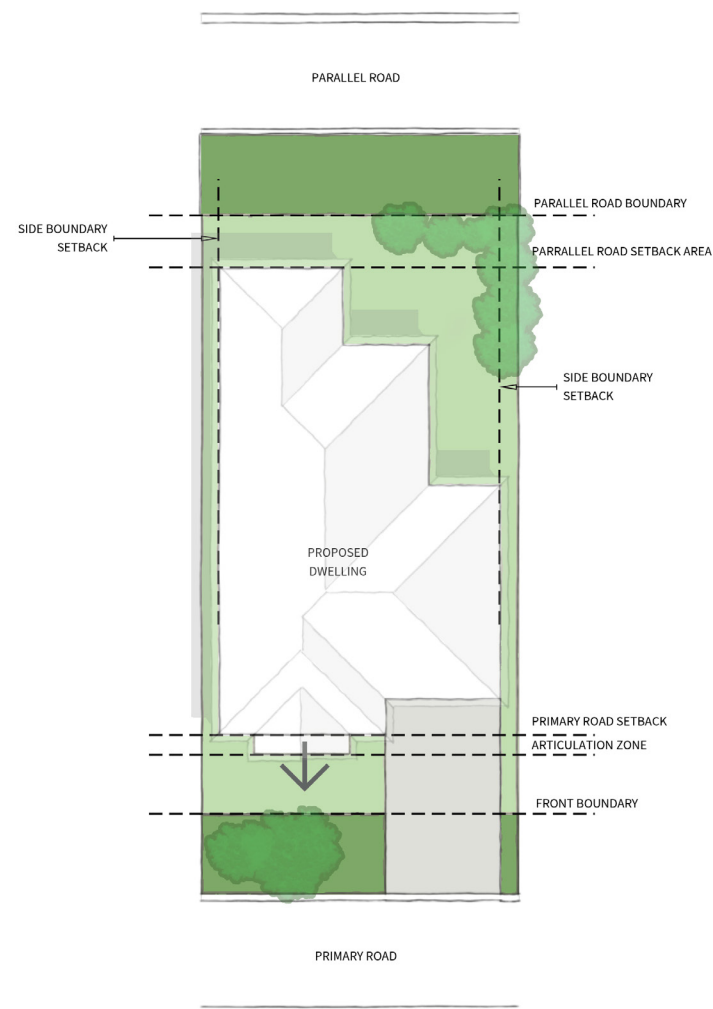 PARALLEL ROAD
PARALLEL ROAD BOUNDARY
SIDE BOUNDARY
SETBACK
PARRALLEL ROAD SETBACK AREA
SIDE BOUNDARY
SETBACK
PROPOSED
DWELLING
PRIMARY ROAD SETBACK
ARTICULATION ZONE
FRONT BOUNDARY
PRIMARY ROAD